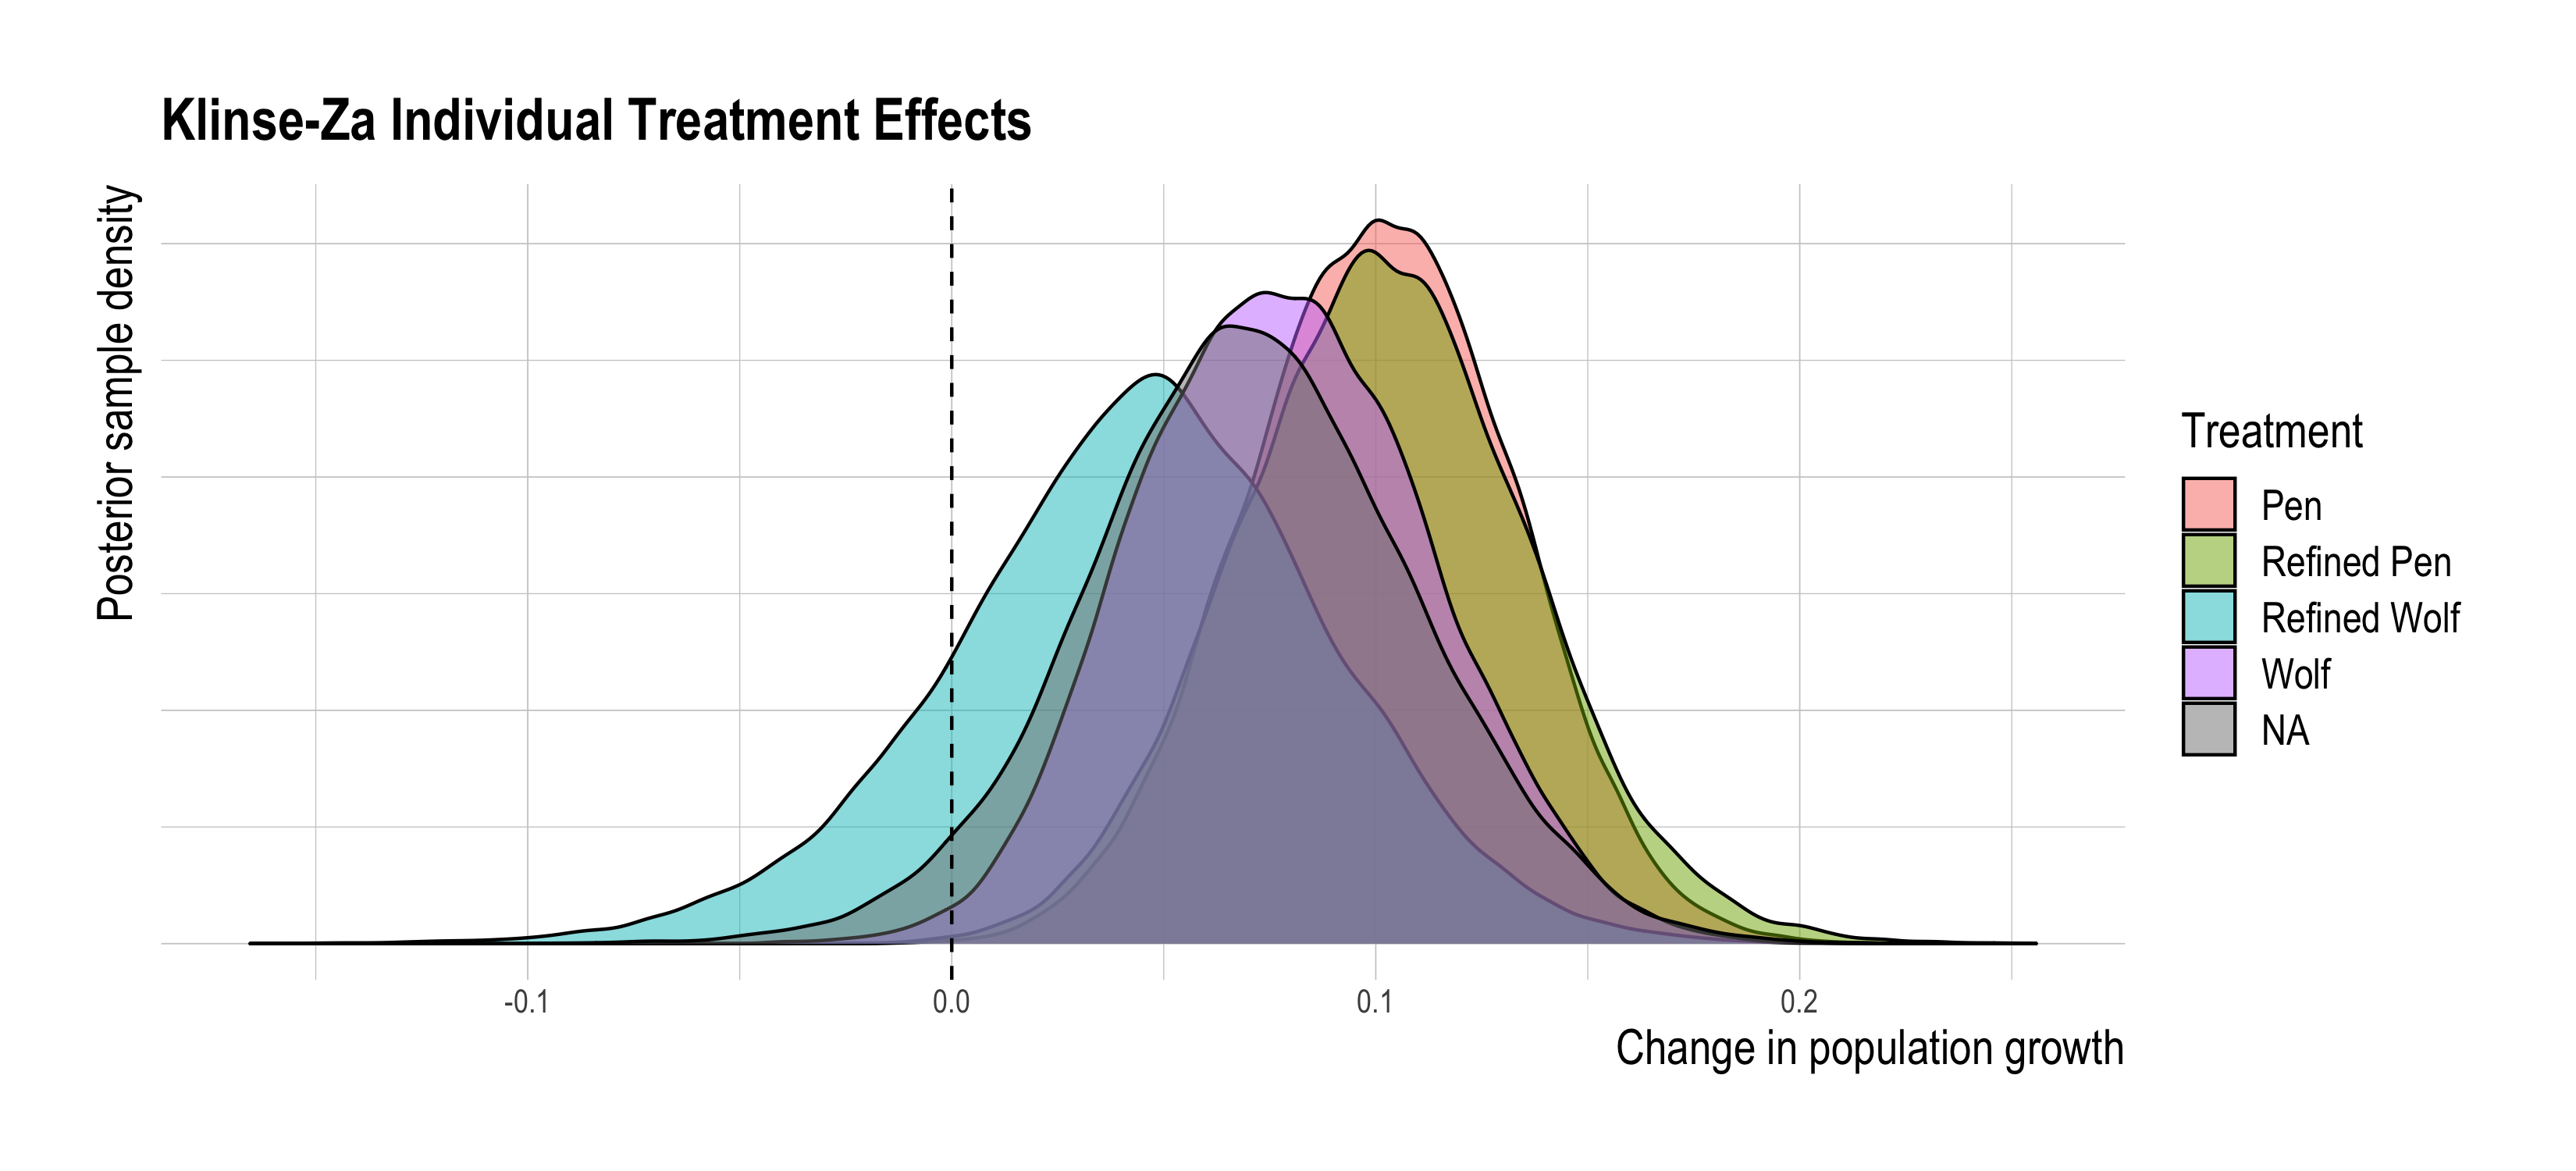 Klinse-Za Individual Treatment Effects
Posterior sample density
-0.1
0.0
0.1
0.2
Change in population growth
Treatment
Pen
Refined Pen
Refined Wolf
Wolf
NA